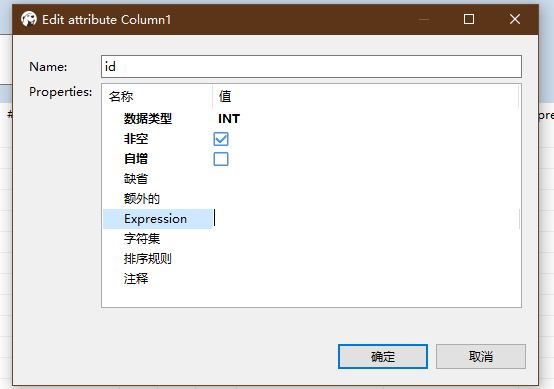 Edit attribute Column1
Name: id
Properties:
名称 值
数据类型 INT
非空
自增
缺省
额外的
Expression
字符集
排序规则
注释
确定 取消